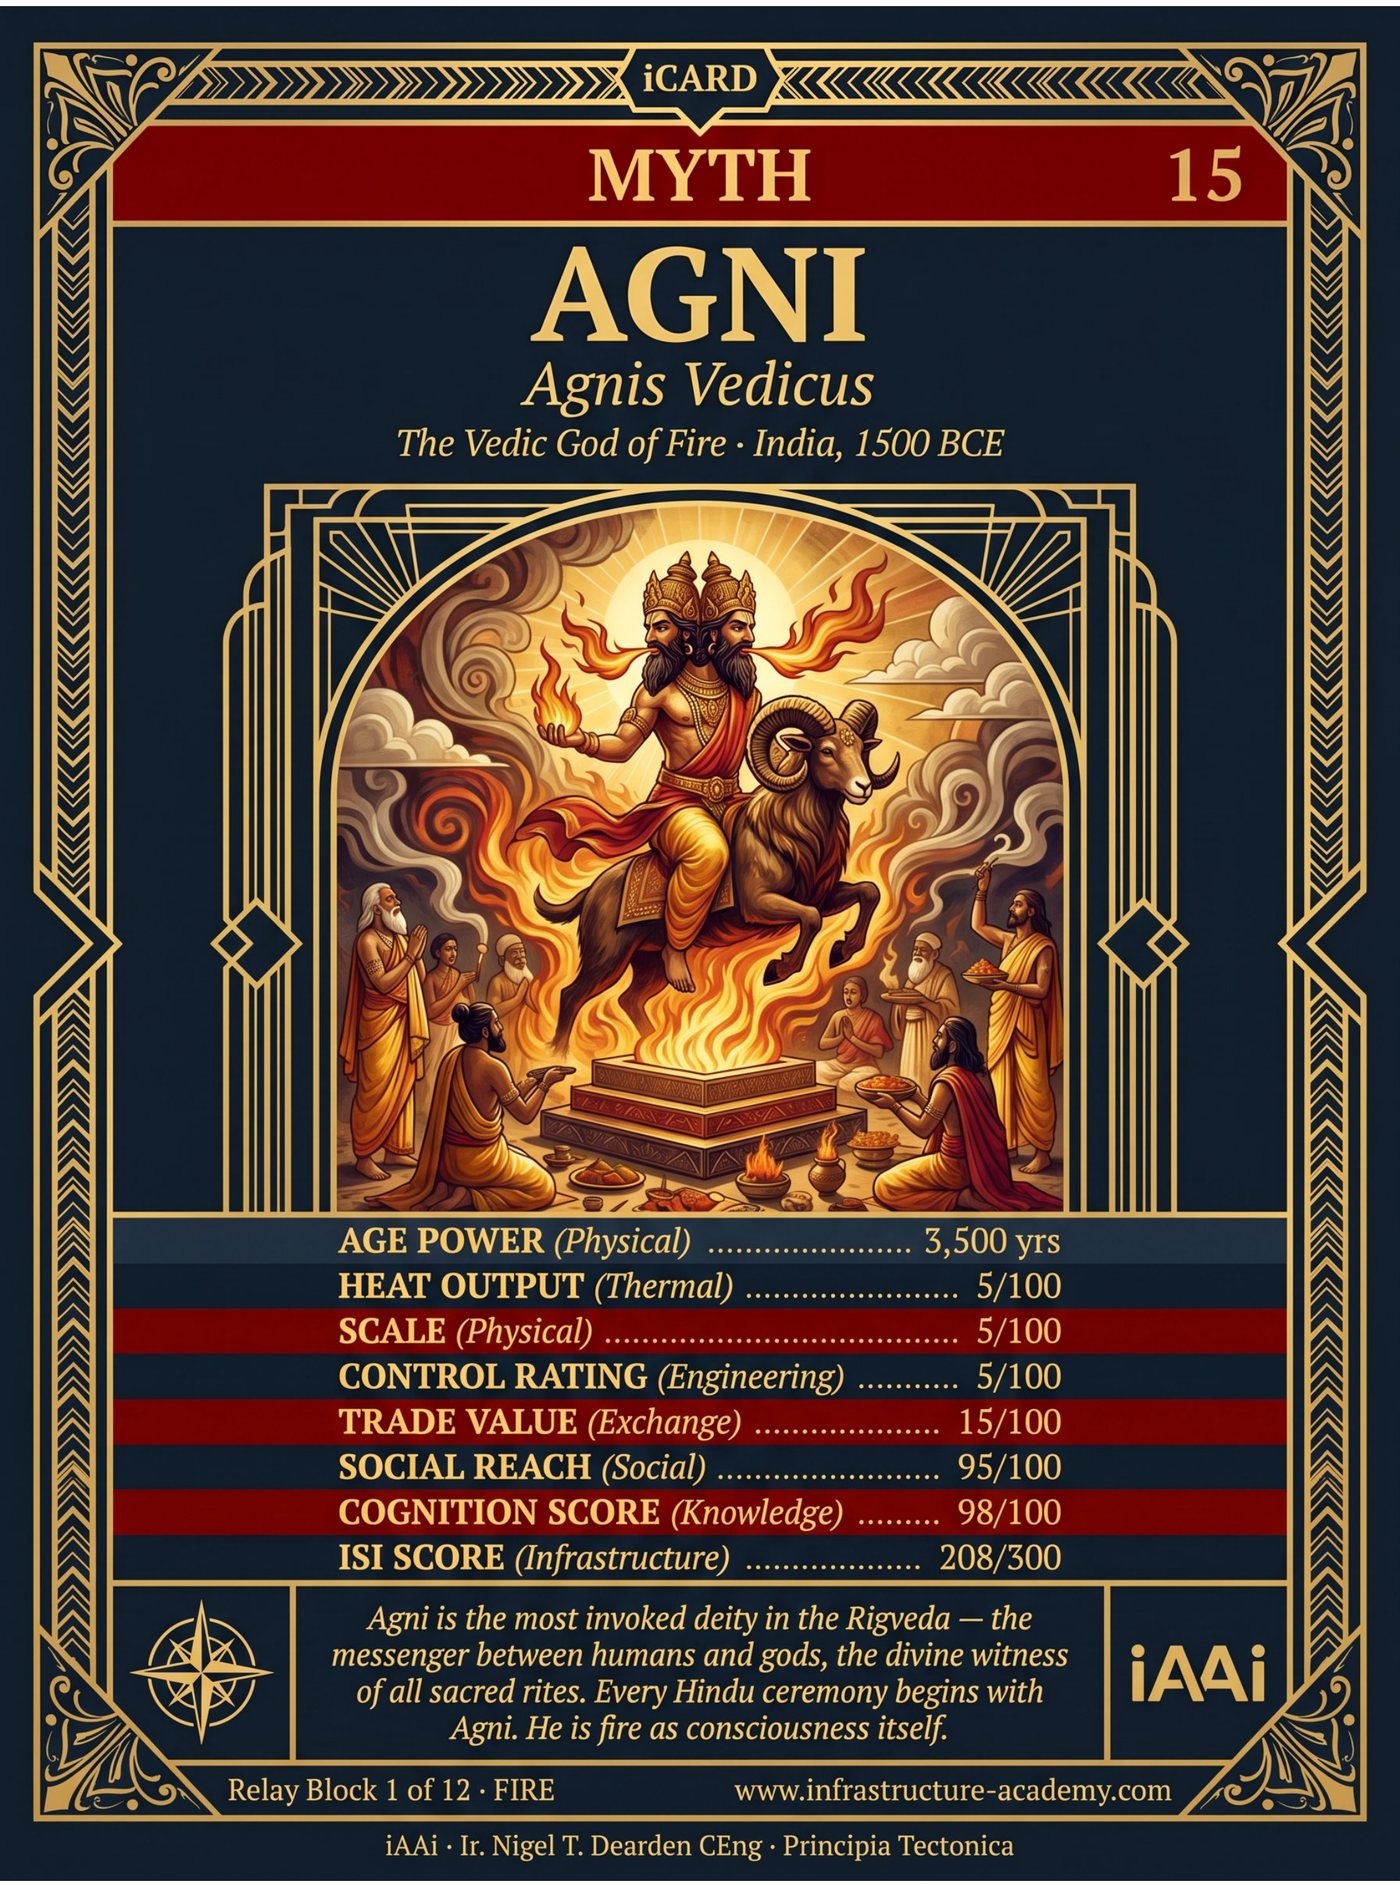 iCARD
MYTH
15
AGNI
Agnis Vedicus
The Vedic God of Fire · India, 1500 BCE
AGE POWER (Physical) ...................... 3,500 yrs
HEAT OUTPUT (Thermal) ....................... 5/100
SCALE (Physical) ...................................... 5/100
CONTROL RATING (Engineering) ........... 5/100
TRADE VALUE (Exchange) .................... 15/100
SOCIAL REACH (Social) ........................ 95/100
COGNITION SCORE (Knowledge) ......... 98/100
ISI SCORE (Infrastructure) ................... 208/300
Agni is the most invoked deity in the Rigveda — the
messenger between humans and gods, the divine witness
of all sacred rites. Every Hindu ceremony begins with
Agni. He is fire as consciousness itself.
iAAi
Relay Block 1 of 12 · FIRE
www.infrastructure-academy.com
iAAi · Ir. Nigel T. Dearden CEng · Principia Tectonica